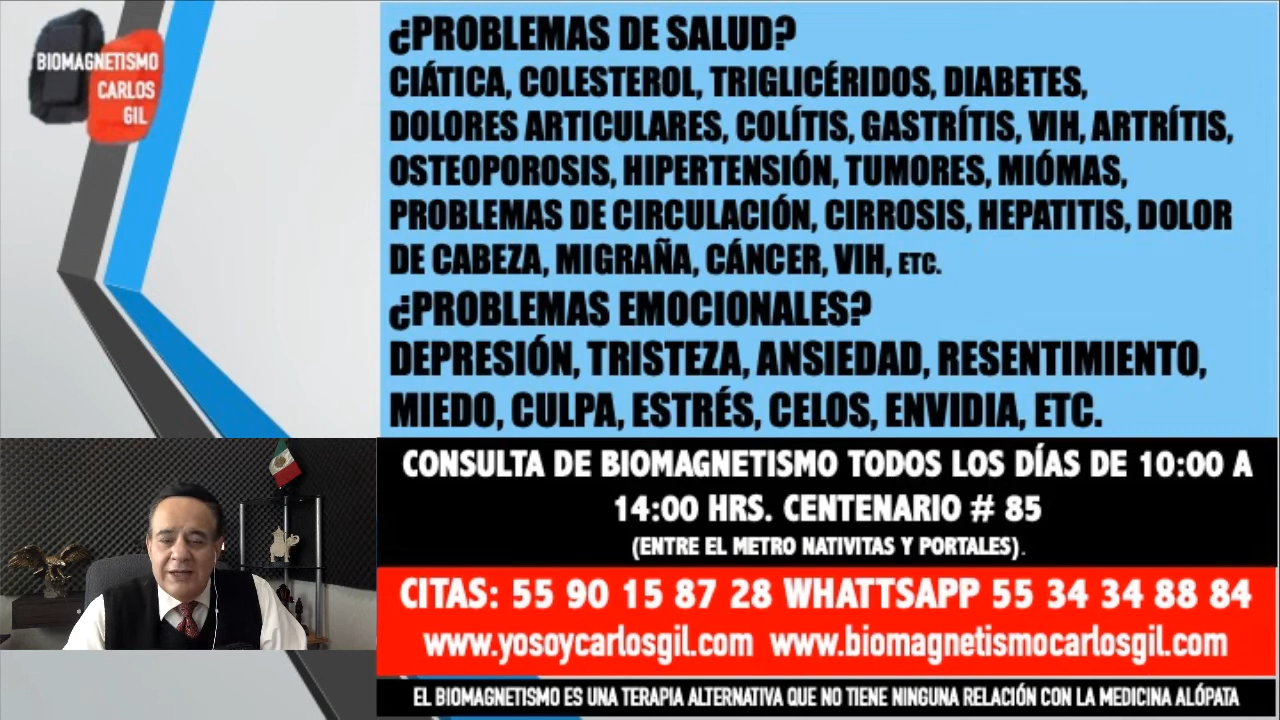 BIOMAGNETISMO
CARLOS
GIL
¿PROBLEMAS DE SALUD?
CIÁTICA, COLESTEROL, TRIGLICÉRIDOS, DIABETES,
DOLORES ARTICULARES, COLÍTIS, GASTRÍTIS, VIH, ARTRÍTIS,
OSTEOPOROSIS, HIPERTENSIÓN, TUMORES, MIÓMAS,
PROBLEMAS DE CIRCULACIÓN, CIRROSIS, HEPATITIS, DOLOR
DE CABEZA, MIGRAÑA, CÁNCER, VIH, ETC.
¿PROBLEMAS EMOCIONALES?
DEPRESIÓN, TRISTEZA, ANSIEDAD, RESENTIMIENTO,
MIEDO, CULPA, ESTRÉS, CELOS, ENVIDIA, ETC.
CONSULTA DE BIOMAGNETISMO TODOS LOS DÍAS DE 10:00 A
14:00 HRS. CENTENARIO # 85
(ENTRE EL METRO NATIVITAS Y PORTALES).
CITAS: 55 90 15 87 28 WHATTSAPP 55 34 34 88 84
www.yosoycarlosgil.com www.biomagnetismocarlosgil.com
EL BIOMAGNETISMO ES UNA TERAPIA ALTERNATIVA QUE NO TIENE NINGUNA RELACIÓN CON LA MEDICINA ALÓPATA